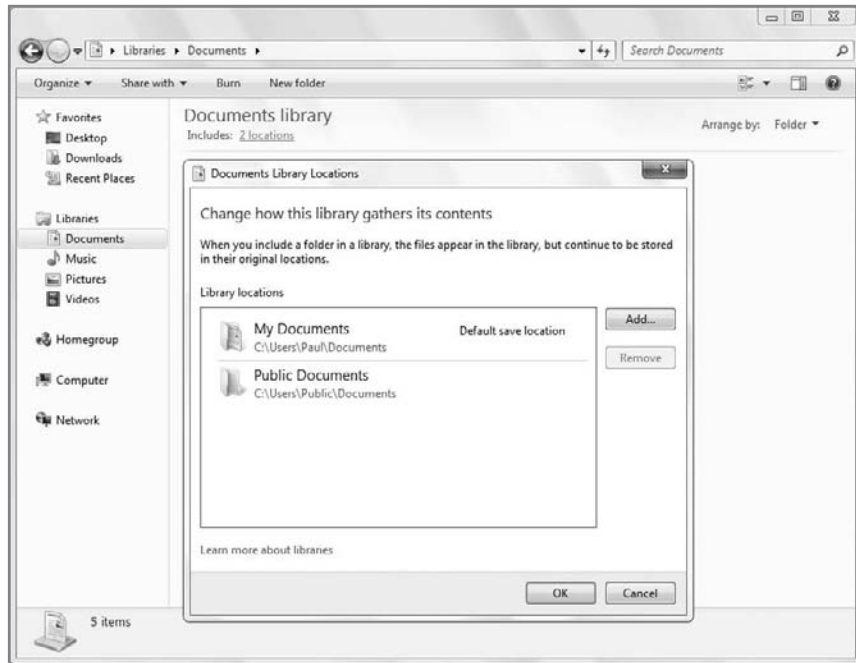 Libraries Documents
Search Documents
Organize Share with Burn New folder
Favorites
Desktop
Downloads
Recent Places
Libraries
Documents
Music
Pictures
Videos
Homegroup
Computer
Network
Documents library
Includes: 2 locations
Arrange by: Folder
Documents Library Locations
Change how this library gathers its contents
When you include a folder in a library, the files appear in the library, but continue to be stored
in their original locations.
Library locations
My Documents Default save location
C:\Users\Paul\Documents
Public Documents
C:\Users\Public\Documents
Add...
Remove
Learn more about libraries
OK Cancel
5 items